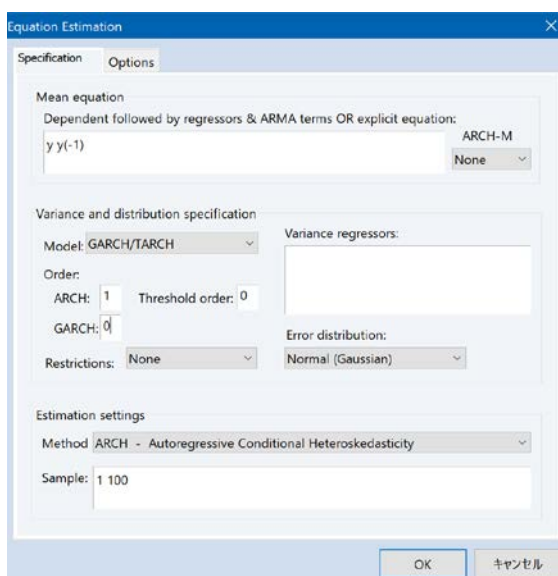 Equation Estimation
Specification
Options
Mean equation
Dependent followed by regressors & ARMA terms OR explicit equation:
ARCH-M
y y(-1)
None
Variance and distribution specification
Model: GARCH/TARCH
Variance regressors:
Order:
ARCH: 1 Threshold order: 0
GARCH: 0
Error distribution:
Restrictions: None
Normal (Gaussian)
Estimation settings
Method ARCH - Autoregressive Conditional Heteroskedasticity
Sample: 1 100
OK
キャンセル